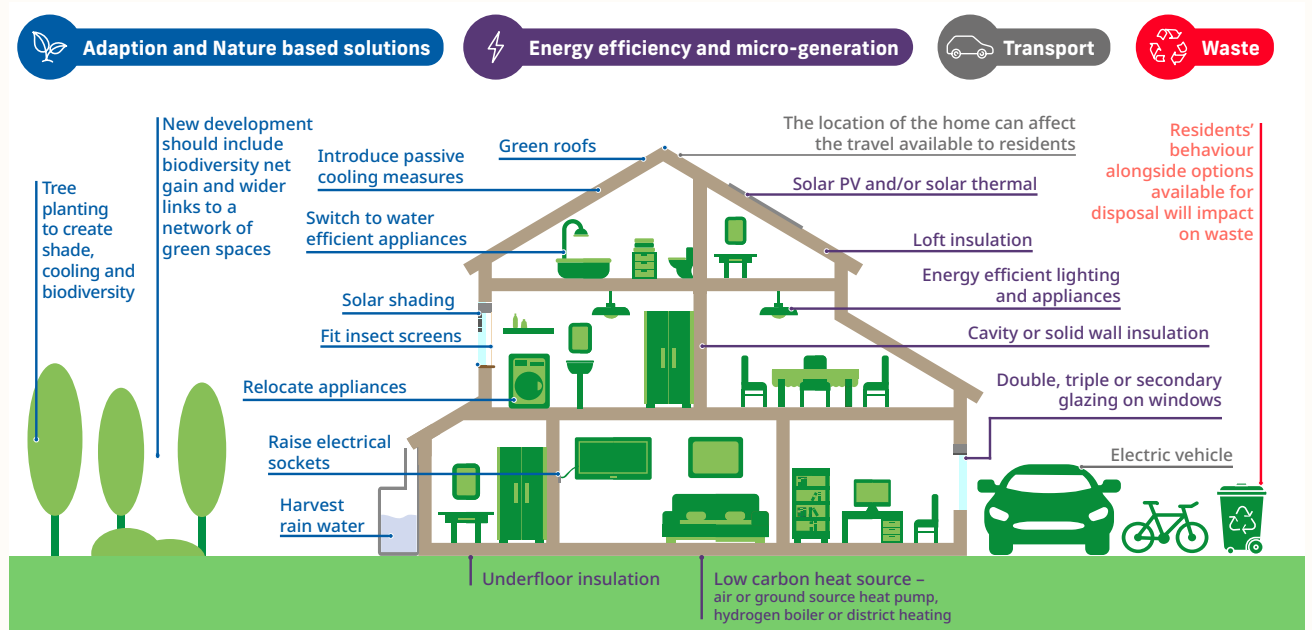 Adaption and Nature based solutions
Energy efficiency and micro-generation
Transport
Waste
Tree
planting
to create
shade,
cooling and
biodiversity
New development
should include
biodiversity net
gain and wider
links to a
network of
green spaces
Introduce passive
cooling measures
Green roofs
Switch to water
efficient appliances
Solar shading
Fit insect screens
Relocate appliances
Raise electrical
sockets
Harvest
rain water
The location of the home can affect
the travel available to residents
Solar PV and/or solar thermal
Loft insulation
Energy efficient lighting
and appliances
Cavity or solid wall insulation
Double, triple or secondary
glazing on windows
Electric vehicle
Residents’
behaviour
alongside options
available for
disposal will impact
on waste
Underfloor insulation
Low carbon heat source –
air or ground source heat pump,
hydrogen boiler or district heating